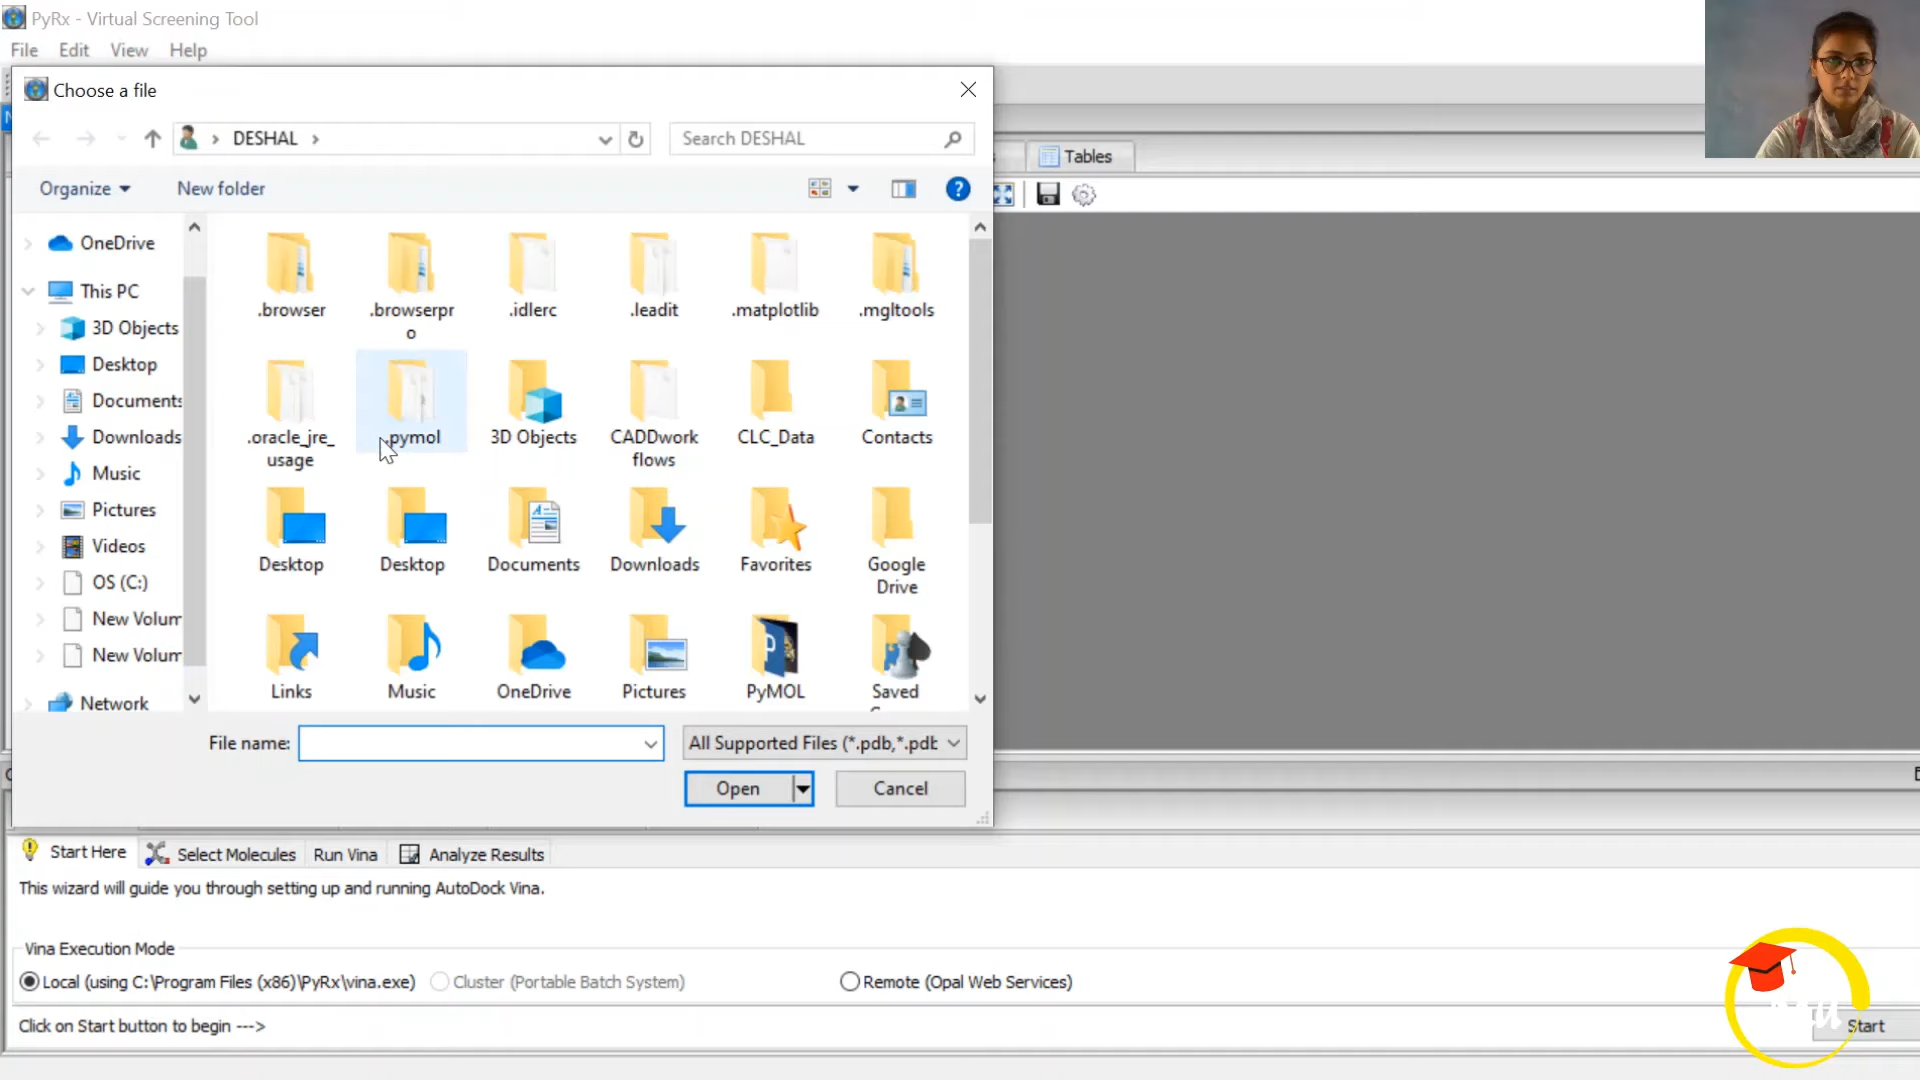 PyRx - Virtual Screening Tool
File Edit View Help
Choose a file
DESHAL
Search DESHAL
Tables
Organize New folder
OneDrive
This PC
3D Objects
Desktop
Documents
Downloads
Music
Pictures
Videos
OS (C:)
New Volum
New Volum
Network
.browser .browserpr .idlerc .leadit .matplotlib .mgltools
o
.oracle_jre_ .pymol 3D Objects CADDwork CLC_Data Contacts
usage flows
Desktop Desktop Documents Downloads Favorites Google
Drive
Links Music OneDrive Pictures PyMOL Saved
File name: All Supported Files (*.pdb,*.pdb
Open Cancel
Start Here Select Molecules Run Vina Analyze Results
This wizard will guide you through setting up and running AutoDock Vina.
Vina Execution Mode
Local (using C:\Program Files (x86)\PyRx\vina.exe) Cluster (Portable Batch System) Remote (Opal Web Services)
Click on Start button to begin --->
Start